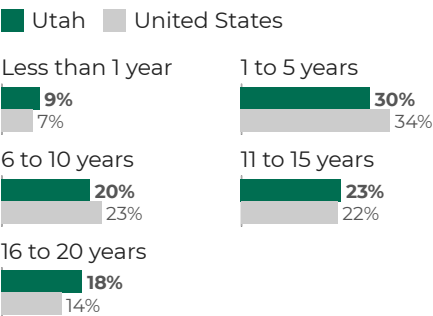 Utah United States
Less than 1 year
9%
7%
1 to 5 years
30%
34%
6 to 10 years
20%
23%
11 to 15 years
23%
22%
16 to 20 years
18%
14%